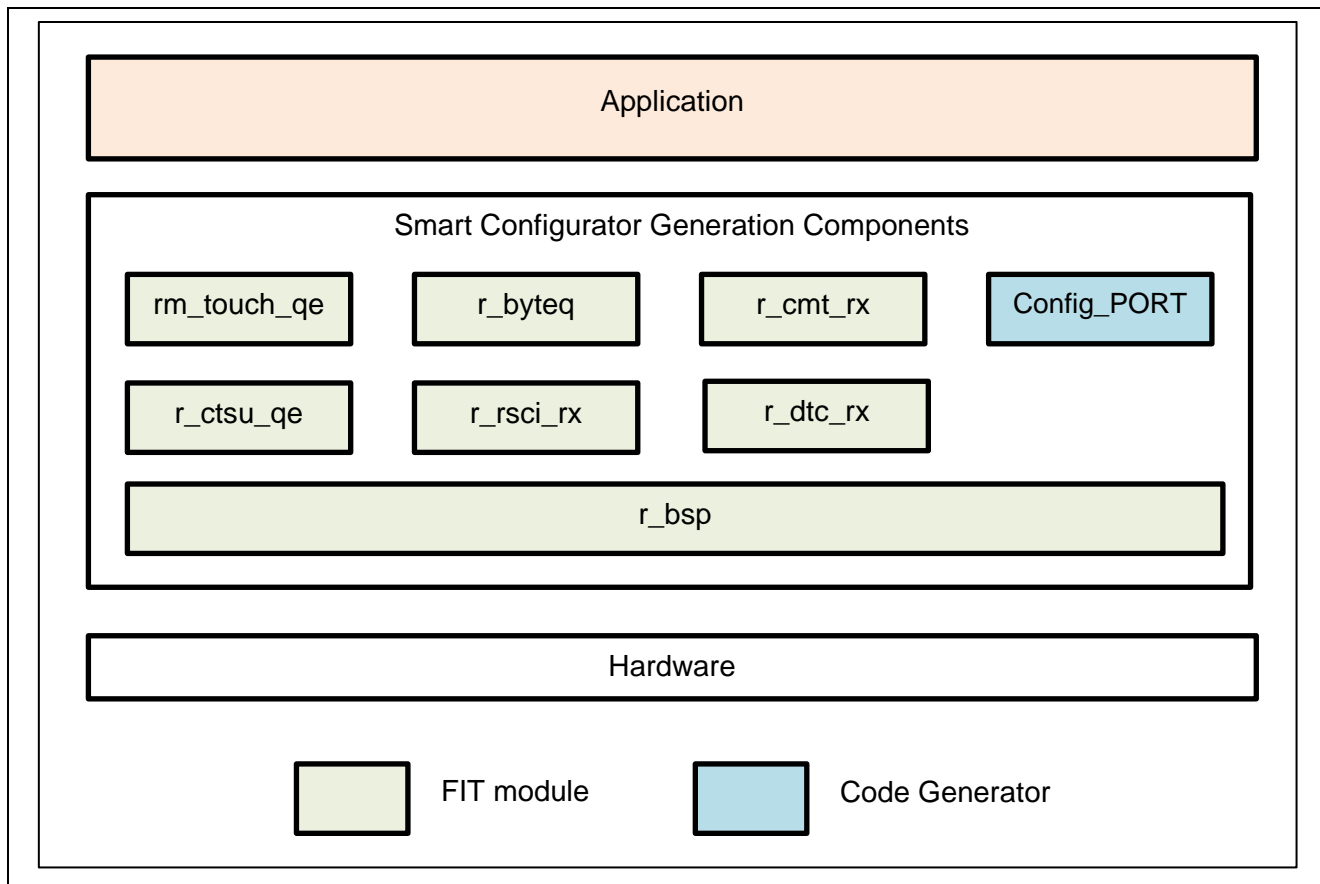 Application
Smart Configurator Generation Components
rm_touch_qe
r_byteq
r_cmt_rx
Config_PORT
r_ctsu_qe
r_rsci_rx
r_dtc_rx
r_bsp
Hardware
FIT module
Code Generator